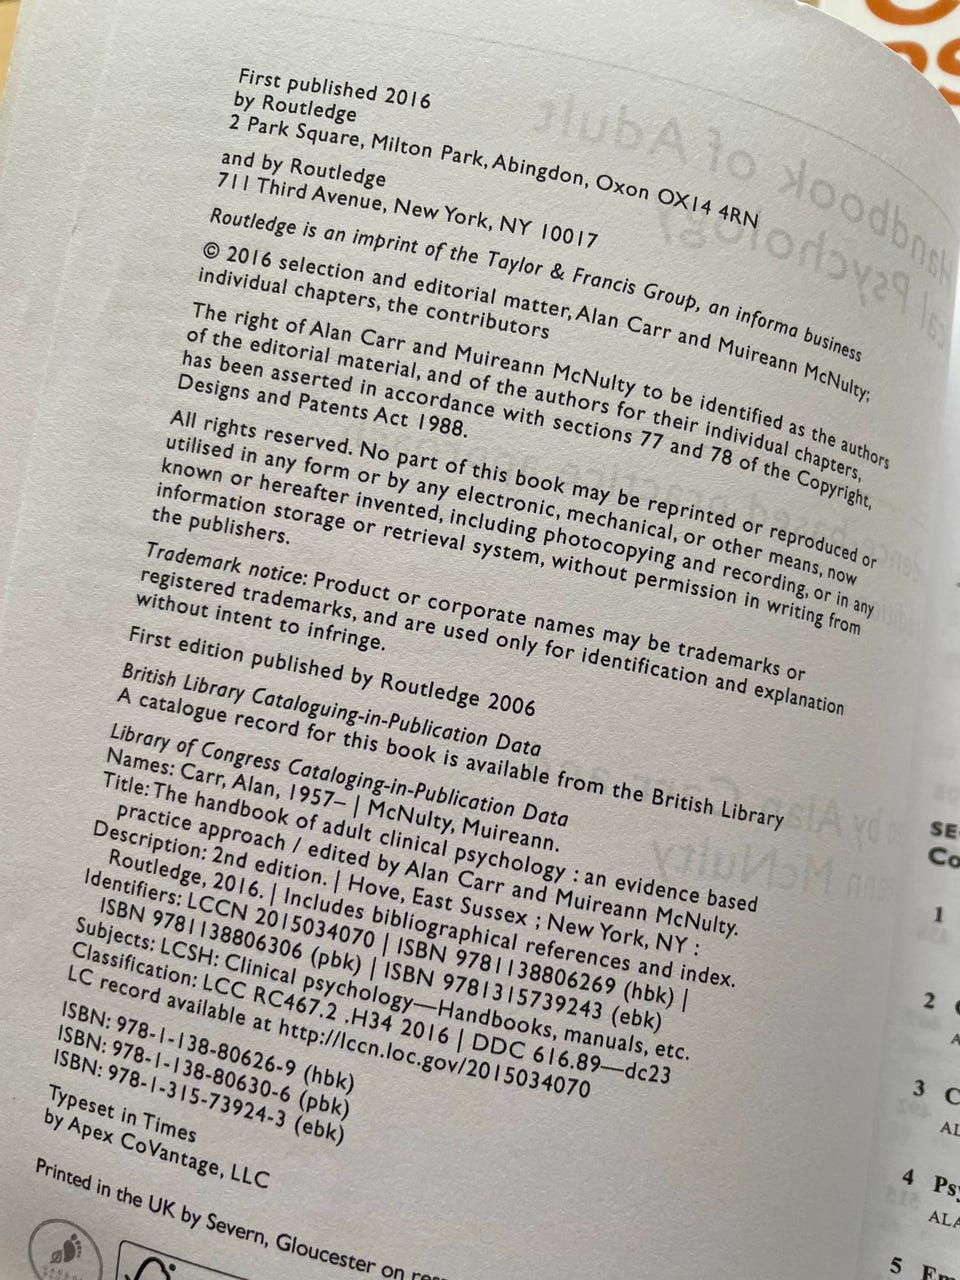 First published 2016
by Routledge
2 Park Square, Milton Park, Abingdon, Oxon OX14 4RN
and by Routledge
711 Third Avenue, New York, NY 10017
Routledge is an imprint of the Taylor & Francis Group, an informa business
© 2016 selection and editorial matter, Alan Carr and Muireann McNulty;
individual chapters, the contributors
The right of Alan Carr and Muireann McNulty to be identified as the authors
of the editorial material, and of the authors for their individual chapters,
has been asserted in accordance with sections 77 and 78 of the Copyright,
Designs and Patents Act 1988.
All rights reserved. No part of this book may be reprinted or reproduced or
utilised in any form or by any electronic, mechanical, or other means, now
known or hereafter invented, including photocopying and recording, or in any
information storage or retrieval system, without permission in writing from
the publishers.
Trademark notice: Product or corporate names may be trademarks or
registered trademarks, and are used only for identification and explanation
without intent to infringe.
First edition published by Routledge 2006
British Library Cataloguing-in-Publication Data
A catalogue record for this book is available from the British Library
Library of Congress Cataloging-in-Publication Data
Names: Carr, Alan, 1957– | McNulty, Muireann.
Title: The handbook of adult clinical psychology : an evidence based
practice approach / edited by Alan Carr and Muireann McNulty.
Description: 2nd edition. | Hove, East Sussex ; New York, NY :
Routledge, 2016. | Includes bibliographical references and index.
Identifiers: LCCN 2015034070 | ISBN 9781138806269 (hbk) |
ISBN 9781138806306 (pbk) | ISBN 9781315739243 (ebk)
Subjects: LCSH: Clinical psychology—Handbooks, manuals, etc.
Classification: LCC RC467.2 .H34 2016 | DDC 616.89—dc23
LC record available at http://lccn.loc.gov/2015034070
ISBN: 978-1-138-80626-9 (hbk)
ISBN: 978-1-138-80630-6 (pbk)
ISBN: 978-1-315-73924-3 (ebk)
Typeset in Times
by Apex CoVantage, LLC
Printed in the UK by Severn, Gloucester on
1
2
3
4
5